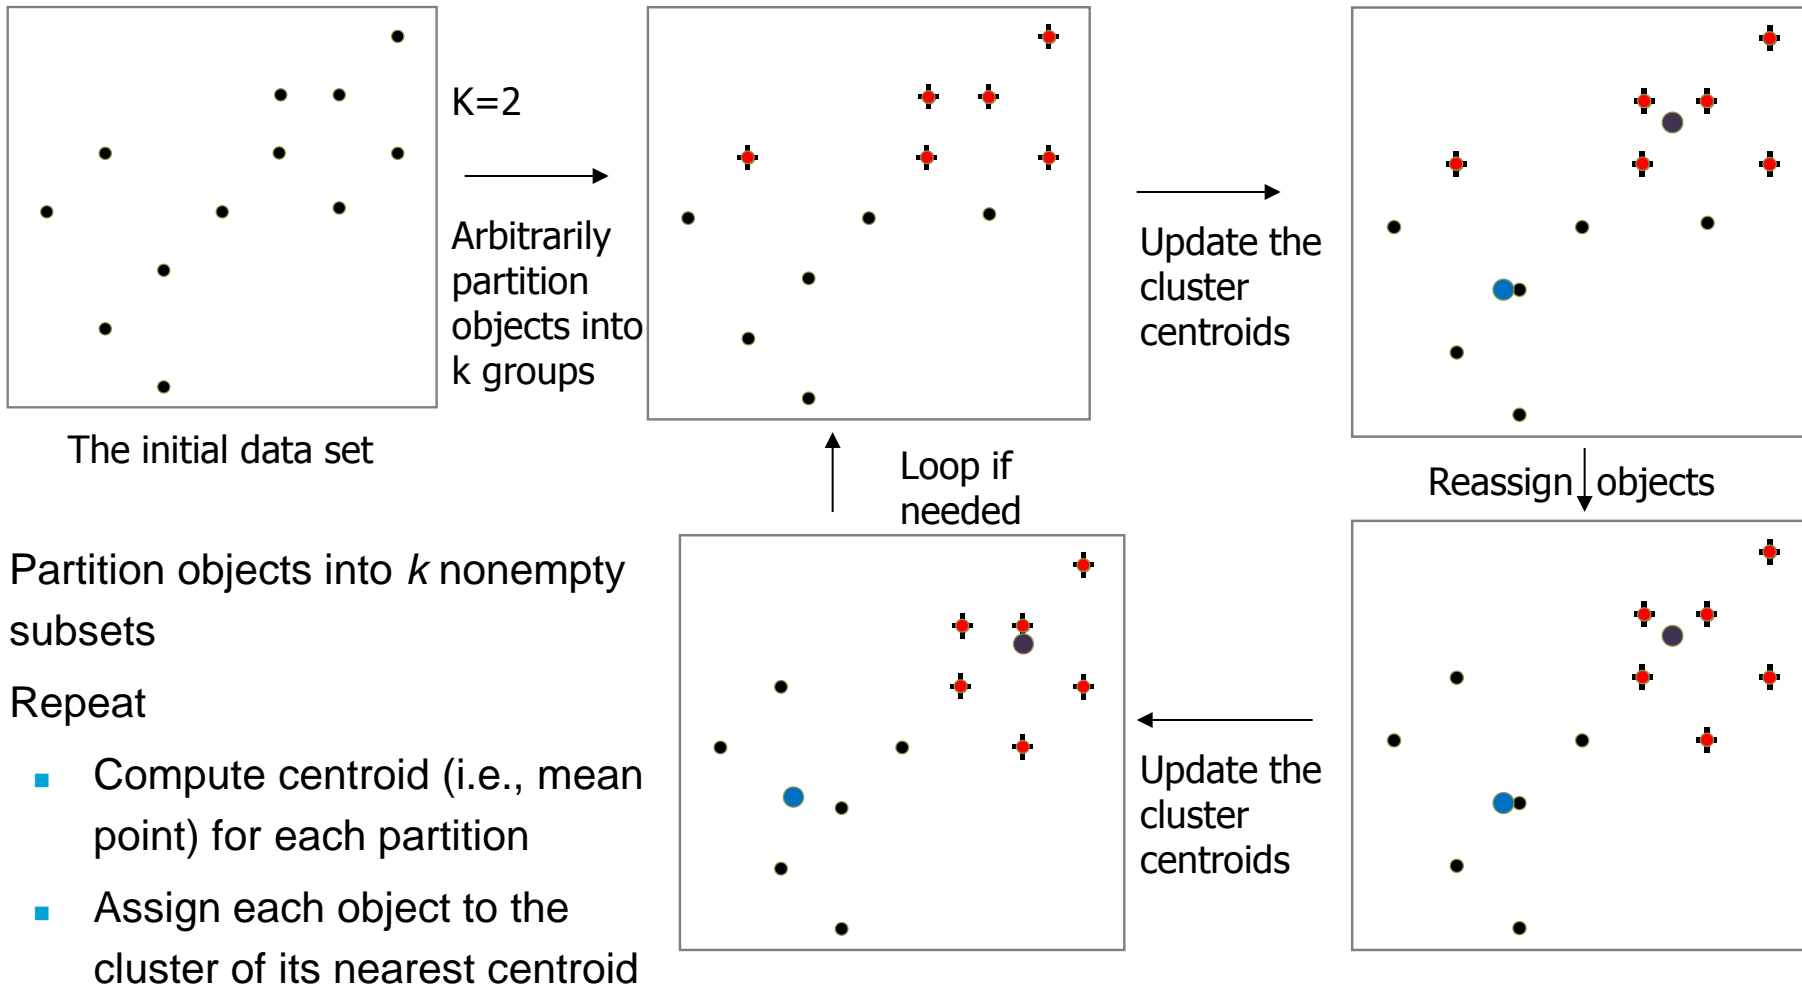 K=2
Arbitrarily
partition
objects into
k groups
Update the
cluster
centroids
The initial data set
Loop if
needed
Reassign objects
Update the
cluster
centroids
Partition objects into k nonempty
subsets
Repeat
▪ Compute centroid (i.e., mean
point) for each partition
▪ Assign each object to the
cluster of its nearest centroid